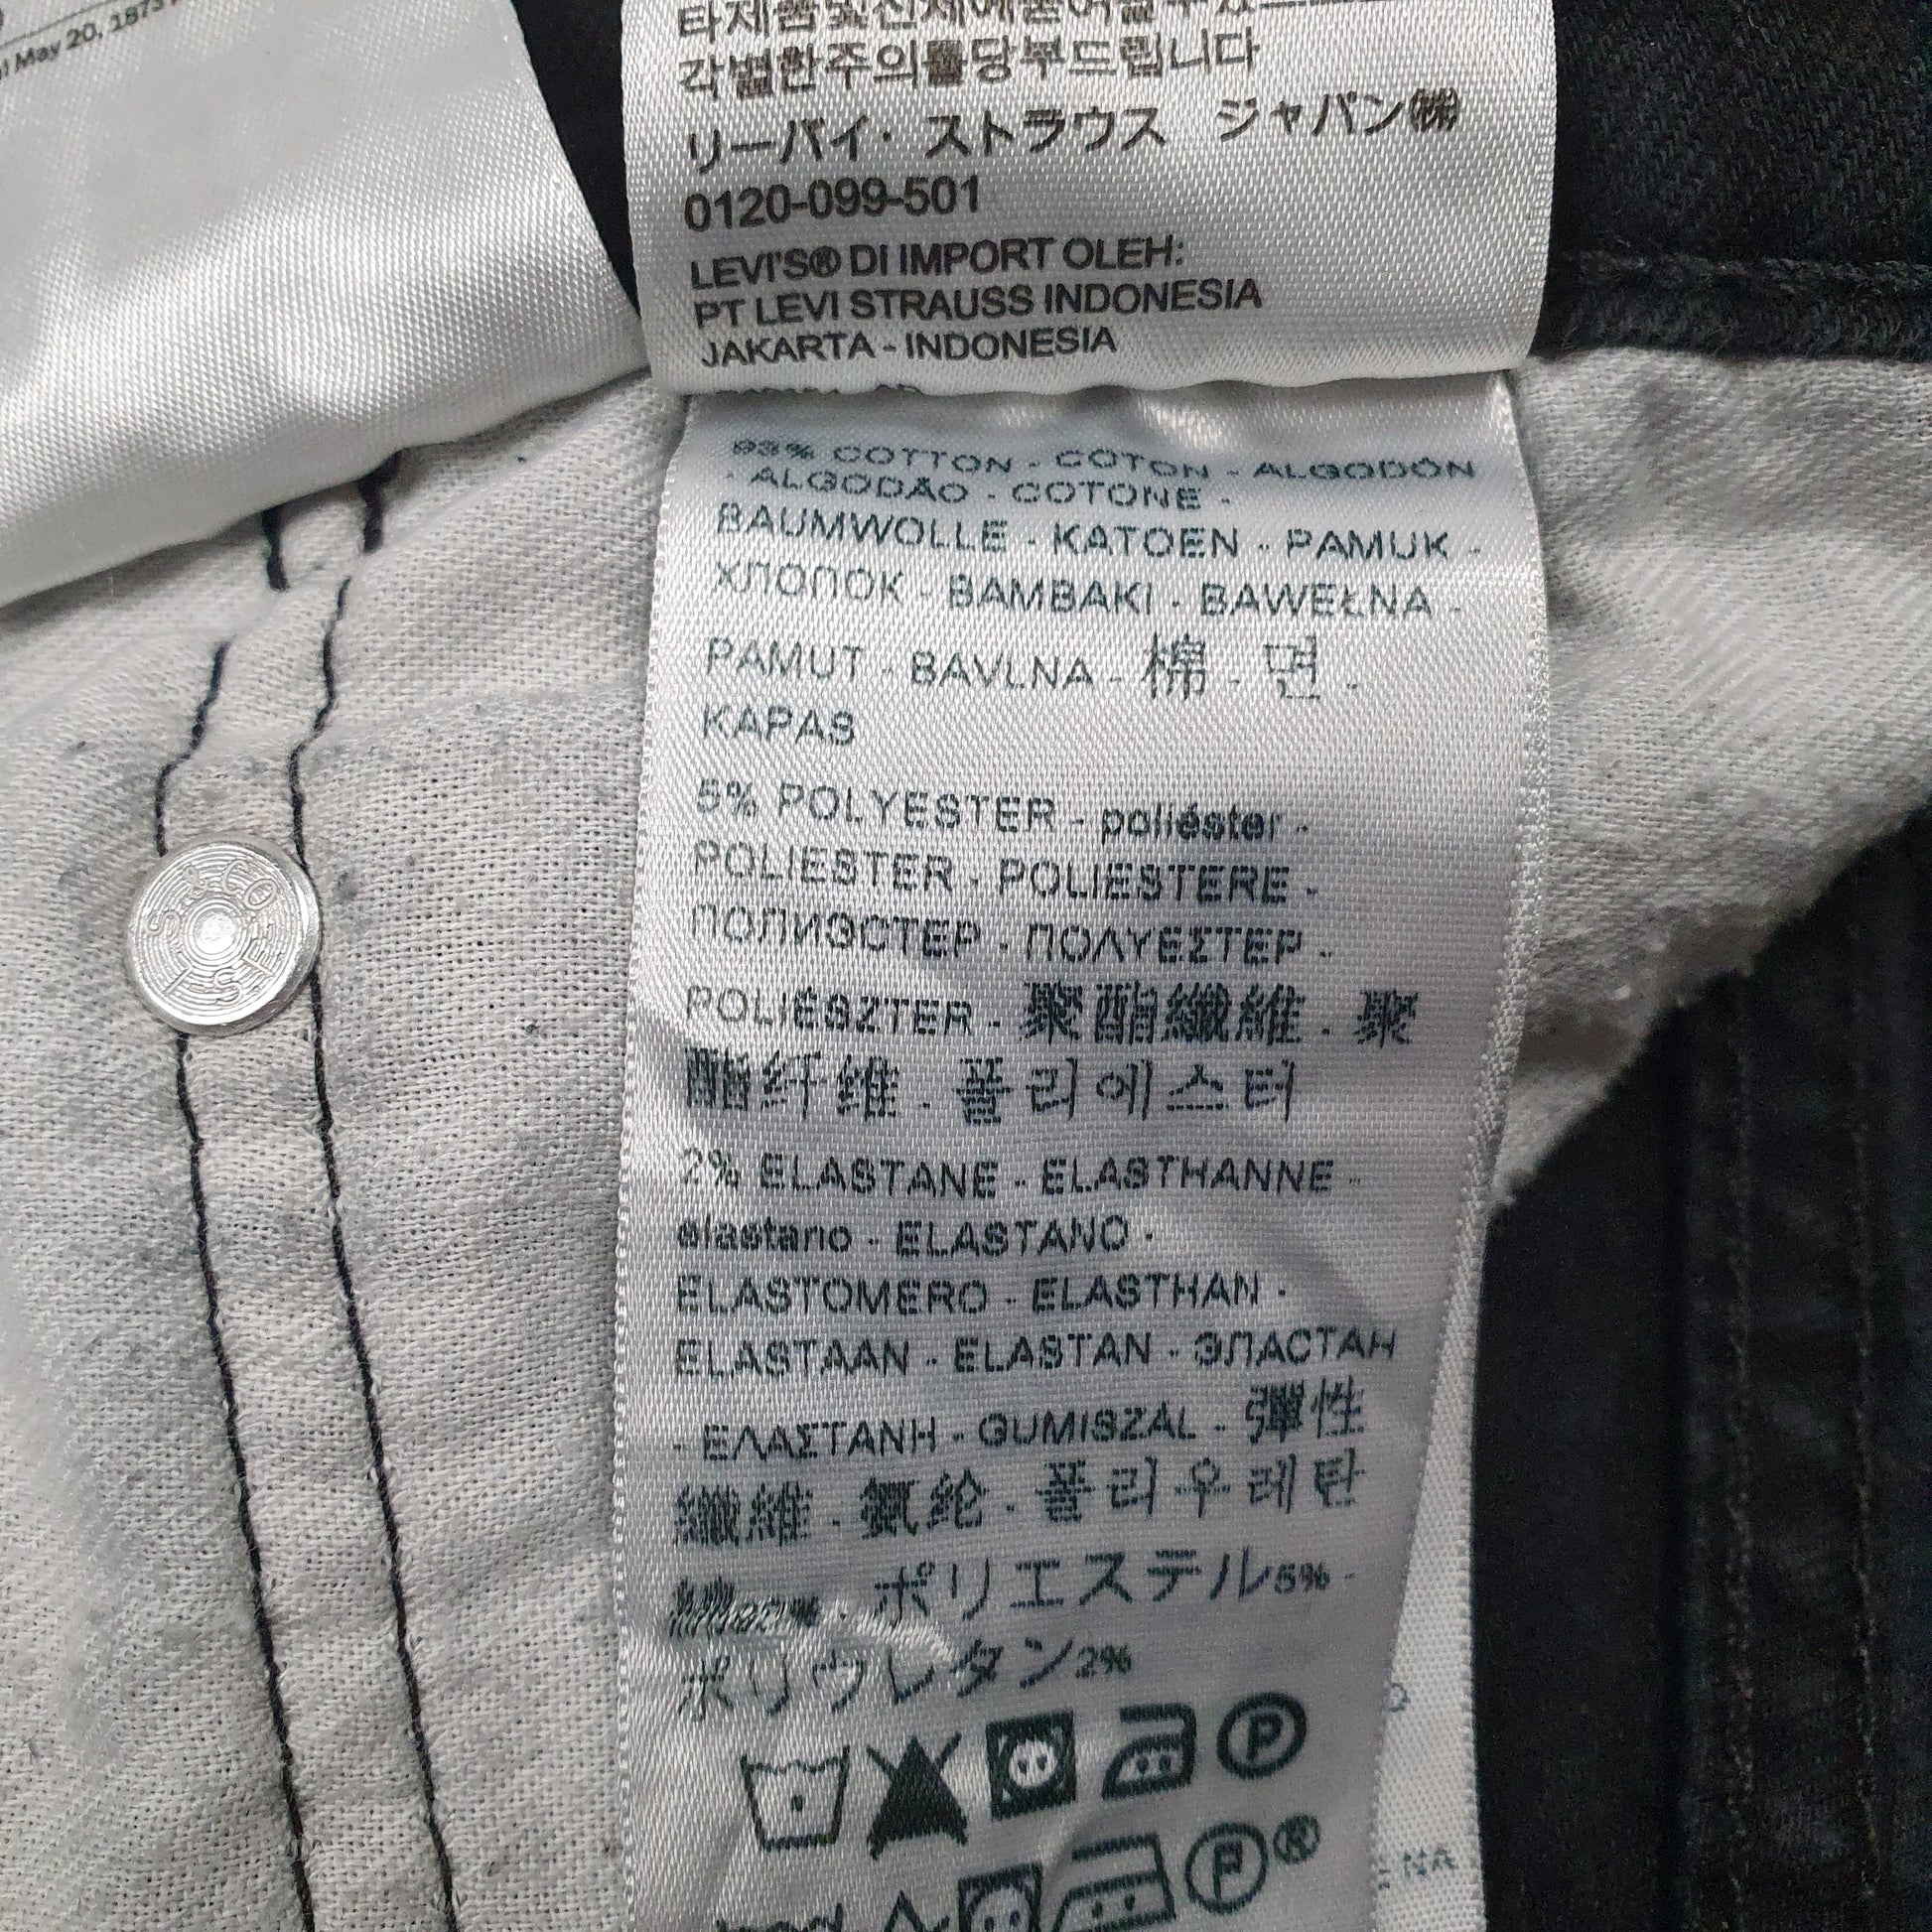 May 20, 1873
각별한주의를당부드립니다
リーバイ・ストラウス ジャパン㈱
0120-099-501
LEVI'S® DI IMPORT OLEH:
PT LEVI STRAUSS INDONESIA
JAKARTA - INDONESIA
93% COTTON - COTON - ALGODÓN
- ALGODÃO - COTONE -
BAUMWOLLE - KATOEN - PAMUK -
ХЛОПОК - BAMBAKI - BAWEŁNA -
PAMUT - BAVLNA - 棉 - 면 -
KAPAS
5% POLYESTER - poliéster -
POLIESTER - POLIESTERE -
ПОЛИЭСТЕР - ΠΟΛΥΕΣΤΕΡ -
POLIÉSZTER - 聚酯纖維 - 聚
酯纤维 - 폴리에스터
2% ELASTANE - ELASTHANNE -
elastano - ELASTANO -
ELASTOMERO - ELASTHAN -
ELASTAAN - ELASTAN - ЭЛАСТАН
- ΕΛΑΣΤΑΝΗ - GUMISZAL - 彈性
纖維 - 氨纶 - 폴리우레탄
ポリエステル5% -
ポリウレタン2%
P
P®
S. & CO
L S E